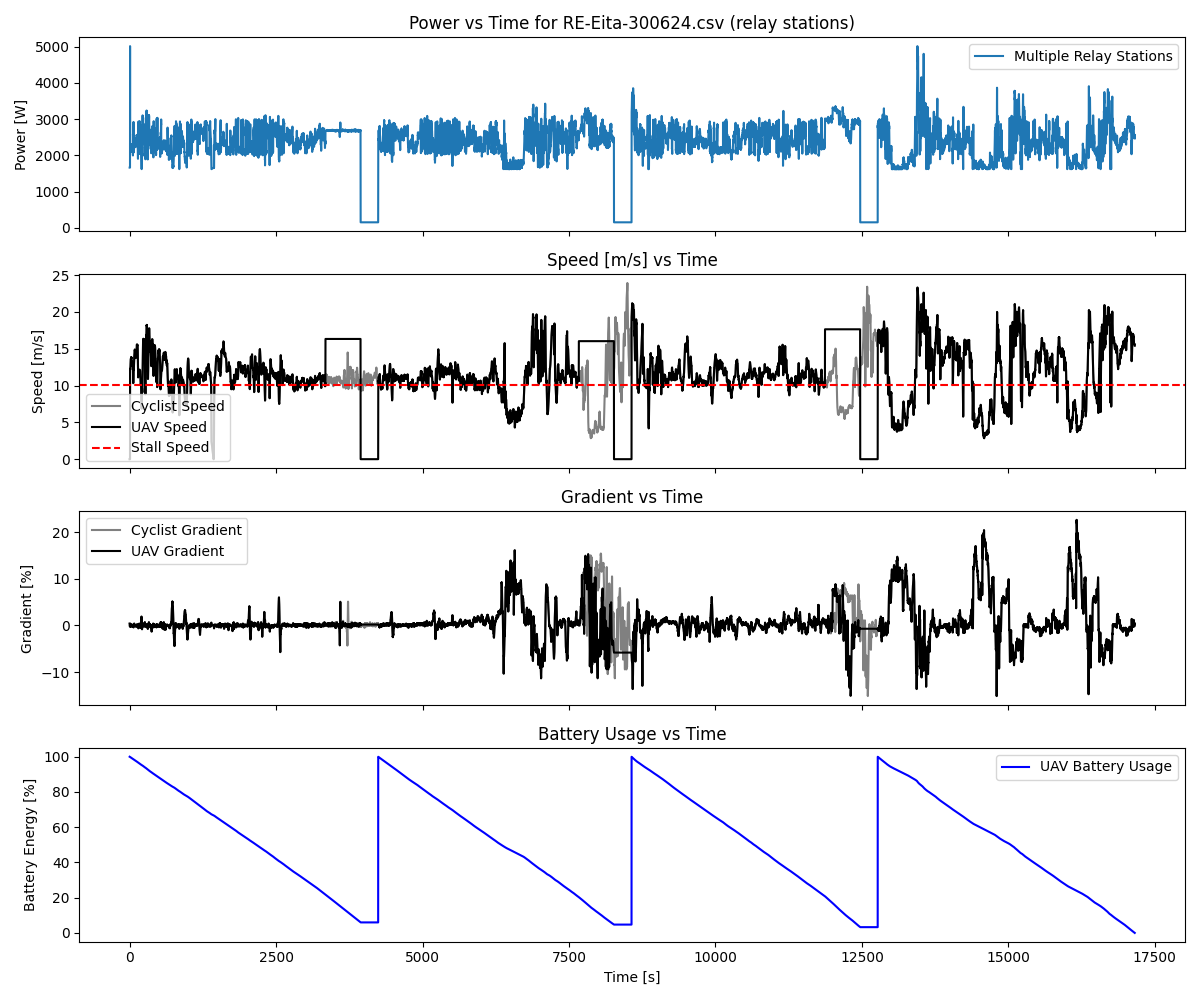 Power vs Time for RE-Eita-300624.csv (relay stations)
Power [W]
5000
4000
3000
2000
1000
0
Multiple Relay Stations
Speed [m/s] vs Time
Speed [m/s]
25
20
15
10
5
0
Cyclist Speed
UAV Speed
Stall Speed
Gradient vs Time
Gradient [%]
20
10
0
−10
Cyclist Gradient
UAV Gradient
Battery Usage vs Time
Battery Energy [%]
100
80
60
40
20
0
UAV Battery Usage
0 2500 5000 7500 10000 12500 15000 17500
Time [s]